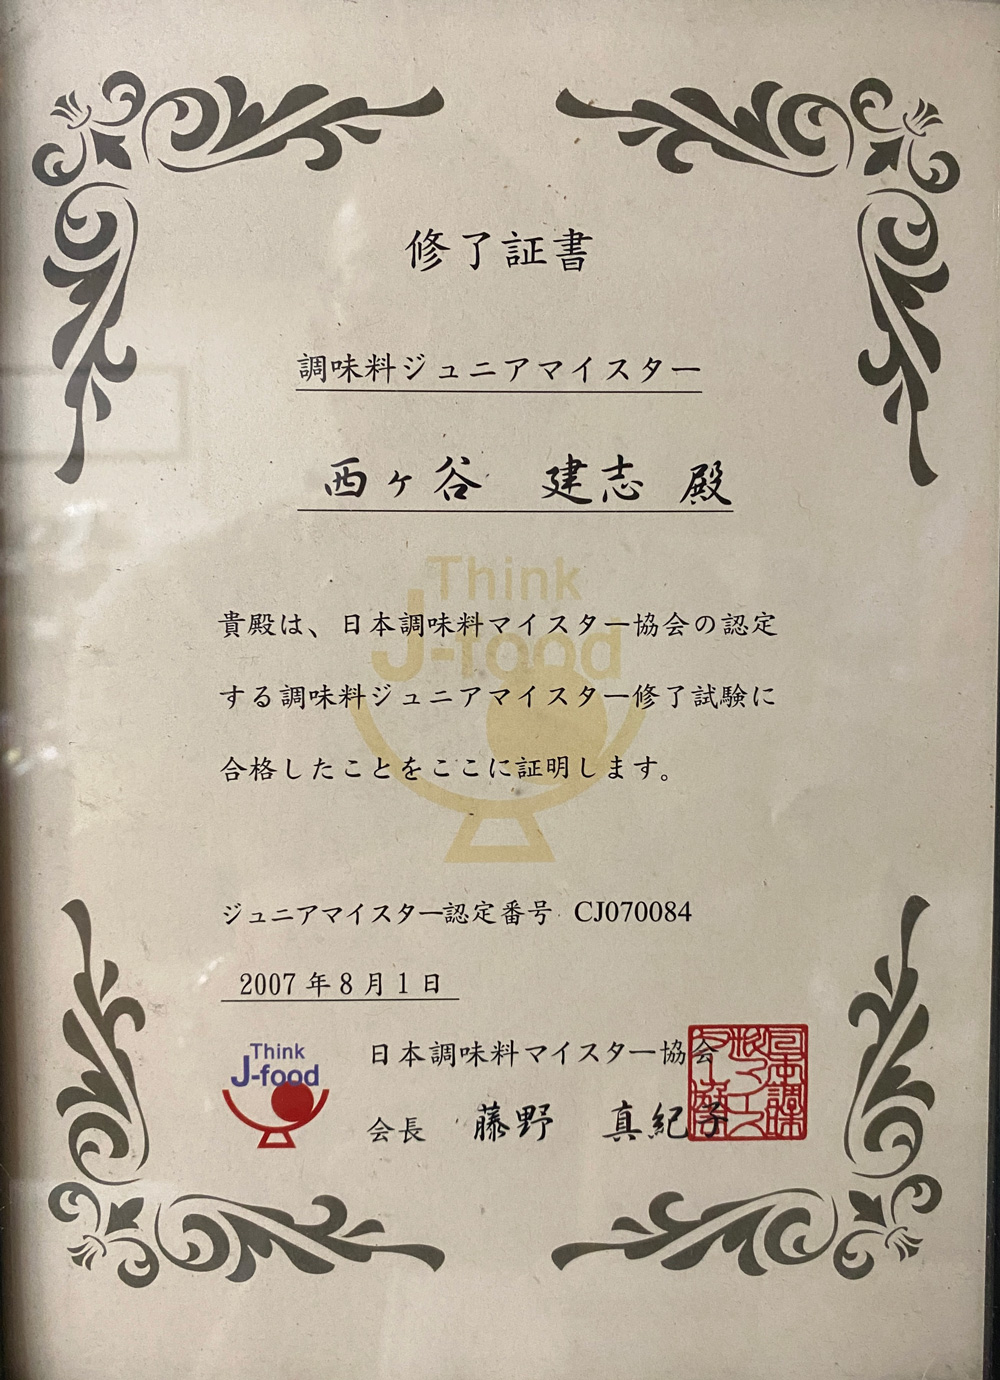 修了証書
調味料ジュニアマイスター
西ヶ谷 建志 殿
Think
J-food
貴殿は、日本調味料マイスター協会の認定
する調味料ジュニアマイスター修了試験に
合格したことをここに証明します。
ジュニアマイスター認定番号 CJ070084
2007年8月1日
Think
J-food
日本調味料マイスター協会
会長 藤野 真紀子